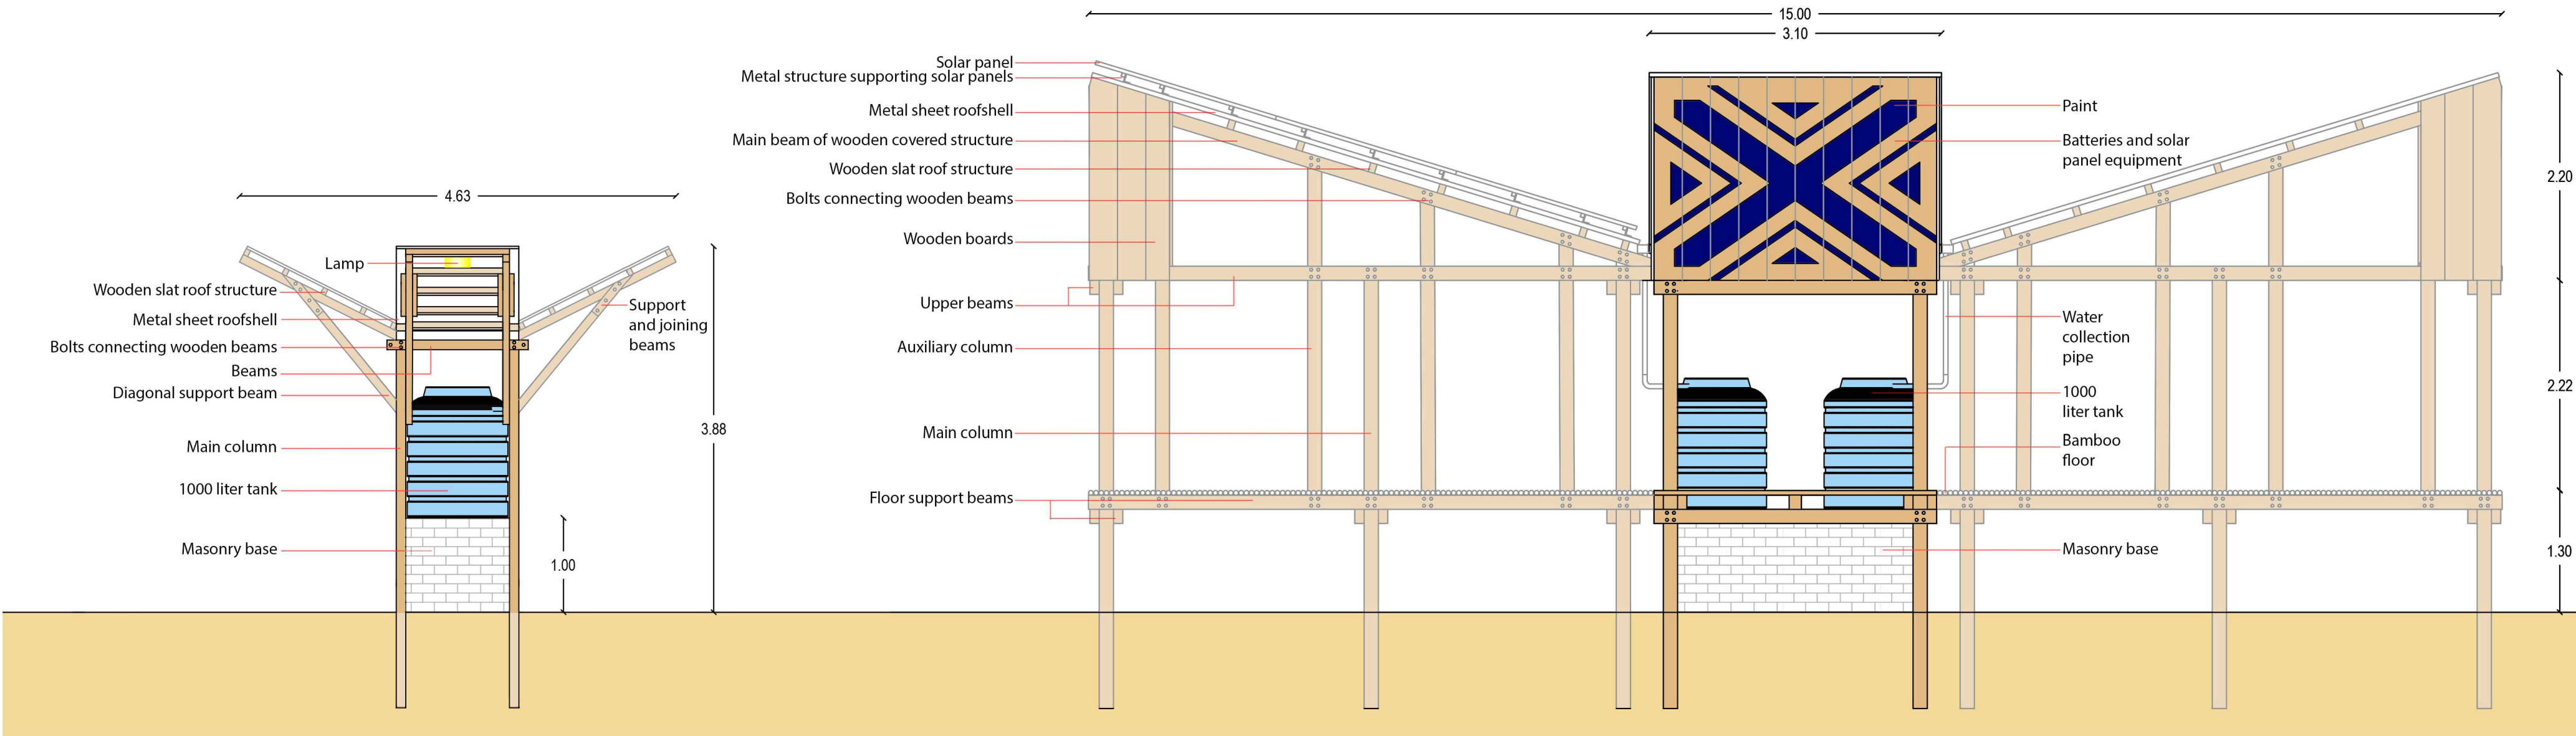 15.00
3.10
Solar panel
Metal structure supporting solar panels
Metal sheet roofshell
Main beam of wooden covered structure
Wooden slat roof structure
Bolts connecting wooden beams
Wooden boards
Upper beams
Auxiliary column
Main column
Floor support beams
Paint
Batteries and solar
panel equipment
Water
collection
pipe
1000
liter tank
Bamboo
floor
Masonry base
2.20
2.22
1.30
4.63
Lamp
Wooden slat roof structure
Metal sheet roofshell
Bolts connecting wooden beams
Beams
Diagonal support beam
Main column
1000 liter tank
Masonry base
Support
and joining
beams
3.88
1.00